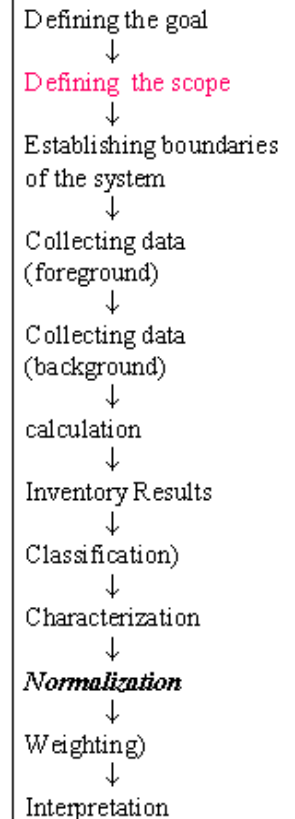 Defining the goal
↓
Defining the scope
↓
Establishing boundaries
of the system
↓
Collecting data
(foreground)
↓
Collecting data
(background)
↓
calculation
↓
Inventory Results
↓
Classification)
↓
Characterization
↓
Normalization
↓
Weighting)
↓
Interpretation